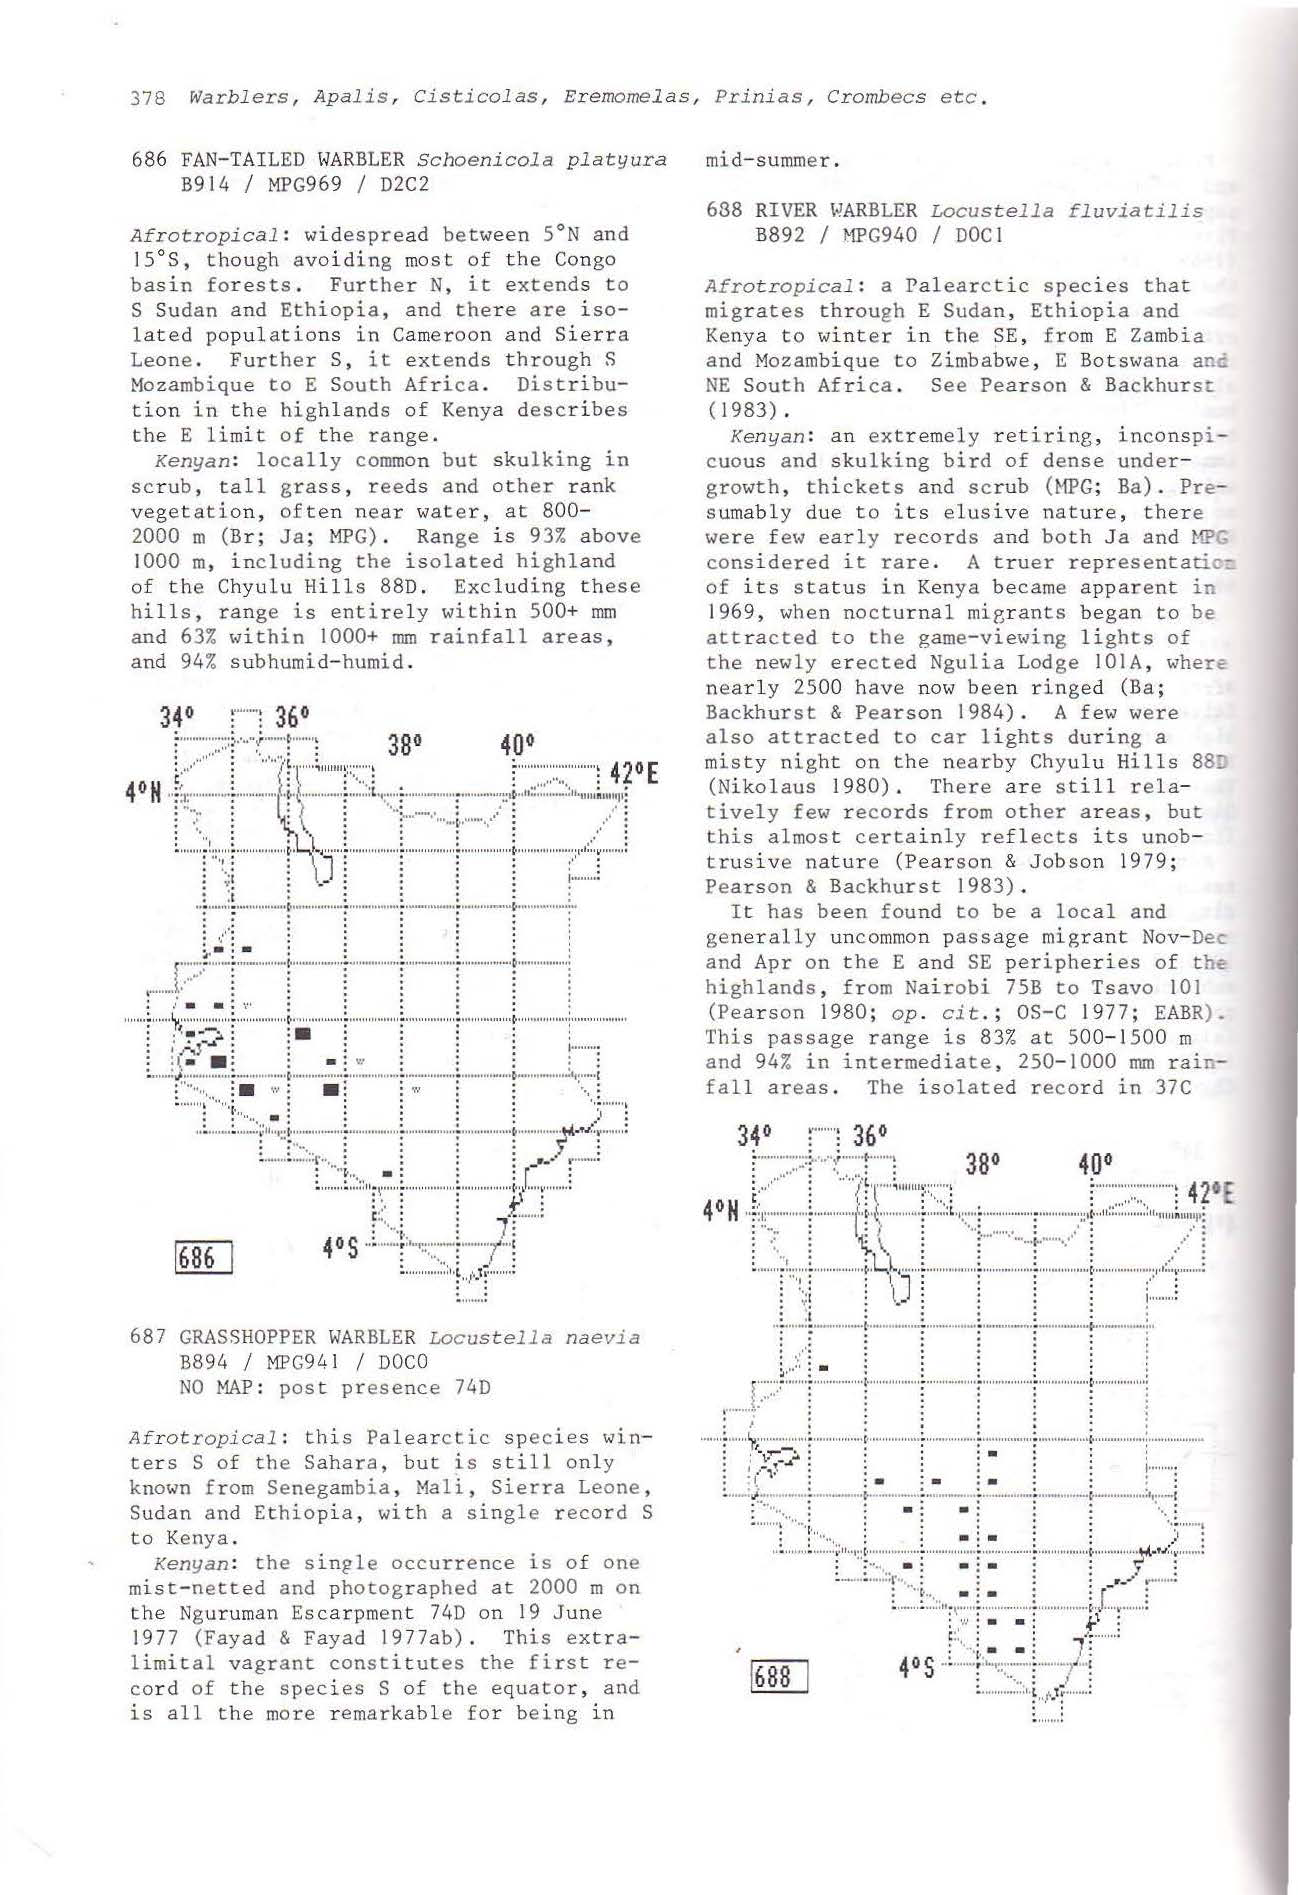 378 Warblers, Apalis, Cisticolas, Eremomelas, Prinias, Crombecs etc.
686 FAN-TAILED WARBLER Schoenicola platyura
B914 / MPG969 / D2C2
Afrotropical: widespread between 5°N and
15°S, though avoiding most of the Congo
basin forests. Further N, it extends to
S Sudan and Ethiopia, and there are iso-
lated populations in Cameroon and Sierra
Leone. Further S, it extends through S
Mozambique to E South Africa. Distribu-
tion in the highlands of Kenya describes
the E limit of the range.
Kenyan: locally common but skulking in
scrub, tall grass, reeds and other rank
vegetation, often near water, at 800-
2000 m (Br; Ja; MPG). Range is 93% above
1000 m, including the isolated highland
of the Chyulu Hills 88D. Excluding these
hills, range is entirely within 500+ mm
and 63% within 1000+ mm rainfall areas,
and 94% subhumid-humid.
34° 36°
38° 40°
42°E
4°N
4°S
686
687 GRASSHOPPER WARBLER Locustella naevia
B894 / MPG941 / D0C0
NO MAP: post presence 74D
Afrotropical: this Palearctic species win-
ters S of the Sahara, but is still only
known from Senegambia, Mali, Sierra Leone,
Sudan and Ethiopia, with a single record S
to Kenya.
Kenyan: the single occurrence is of one
mist-netted and photographed at 2000 m on
the Nguruman Escarpment 74D on 19 June
1977 (Fayad & Fayad 1977ab). This extra-
limital vagrant constitutes the first re-
cord of the species S of the equator, and
is all the more remarkable for being in
mid-summer.
688 RIVER WARBLER Locustella fluviatilis
B892 / MPG940 / D0C1
Afrotropical: a Palearctic species that
migrates through E Sudan, Ethiopia and
Kenya to winter in the SE, from E Zambia
and Mozambique to Zimbabwe, E Botswana and
NE South Africa. See Pearson & Backhurst
(1983).
Kenyan: an extremely retiring, inconspi-
cuous and skulking bird of dense under-
growth, thickets and scrub (MPG; Ba). Pre-
sumably due to its elusive nature, there
were few early records and both Ja and MPG
considered it rare. A truer representation
of its status in Kenya became apparent in
1969, when nocturnal migrants began to be
attracted to the game-viewing lights of
the newly erected Ngulia Lodge 101A, where
nearly 2500 have now been ringed (Ba;
Backhurst & Pearson 1984). A few were
also attracted to car lights during a
misty night on the nearby Chyulu Hills 88D
(Nikolaus 1980). There are still rela-
tively few records from other areas, but
this almost certainly reflects its unob-
trusive nature (Pearson & Jobson 1979;
Pearson & Backhurst 1983).
It has been found to be a local and
generally uncommon passage migrant Nov-Dec
and Apr on the E and SE peripheries of the
highlands, from Nairobi 75B to Tsavo 101
(Pearson 1980; op. cit.; OS-C 1977; EABR).
This passage range is 83% at 500-1500 m
and 94% in intermediate, 250-1000 mm rain-
fall areas. The isolated record in 37C
34° 36°
38° 40°
42°E
4°N
4°S
688